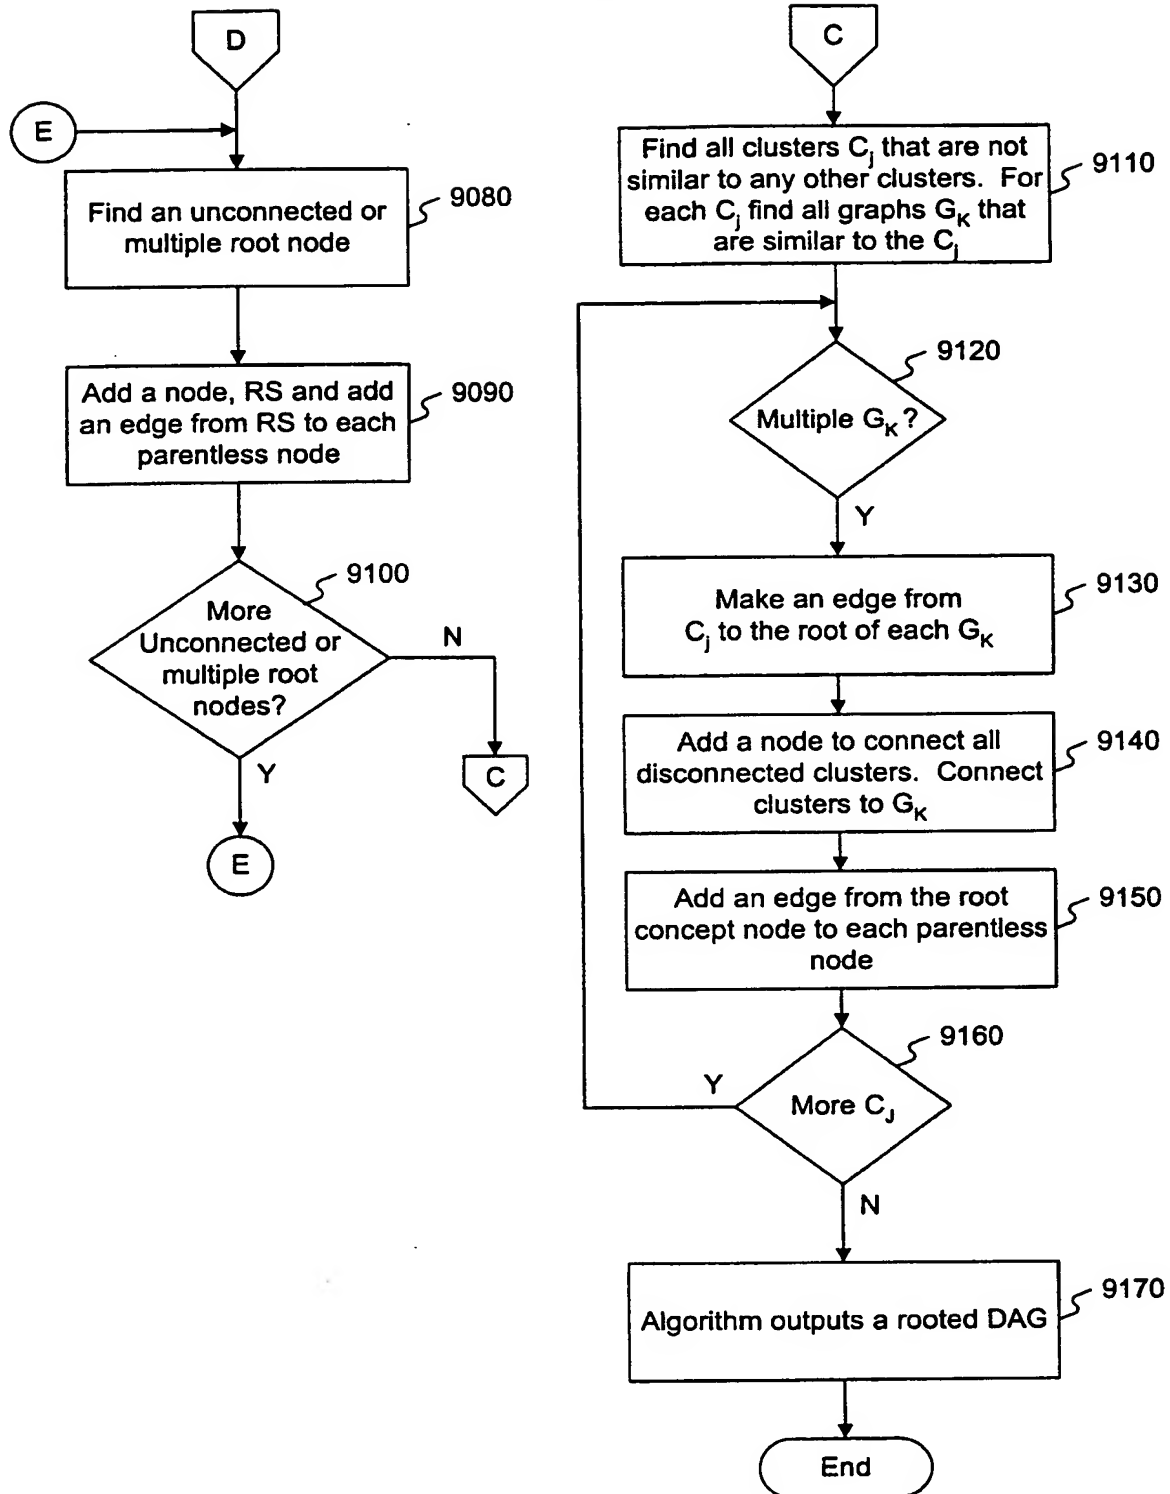 D
E
Find an unconnected or
multiple root node
9080
Add a node, RS and add
an edge from RS to each
parentless node
9090
More
Unconnected or
multiple root
nodes?
9100
N
Y
C
E
C
Find all clusters Cj that are not
similar to any other clusters. For
each Cj find all graphs GK that
are similar to the Cj
9110
9120
Multiple GK?
Y
Make an edge from
Cj to the root of each GK
9130
Add a node to connect all
disconnected clusters. Connect
clusters to GK
9140
Add an edge from the root
concept node to each parentless
node
9150
9160
Y
More CJ
N
Algorithm outputs a rooted DAG
9170
End